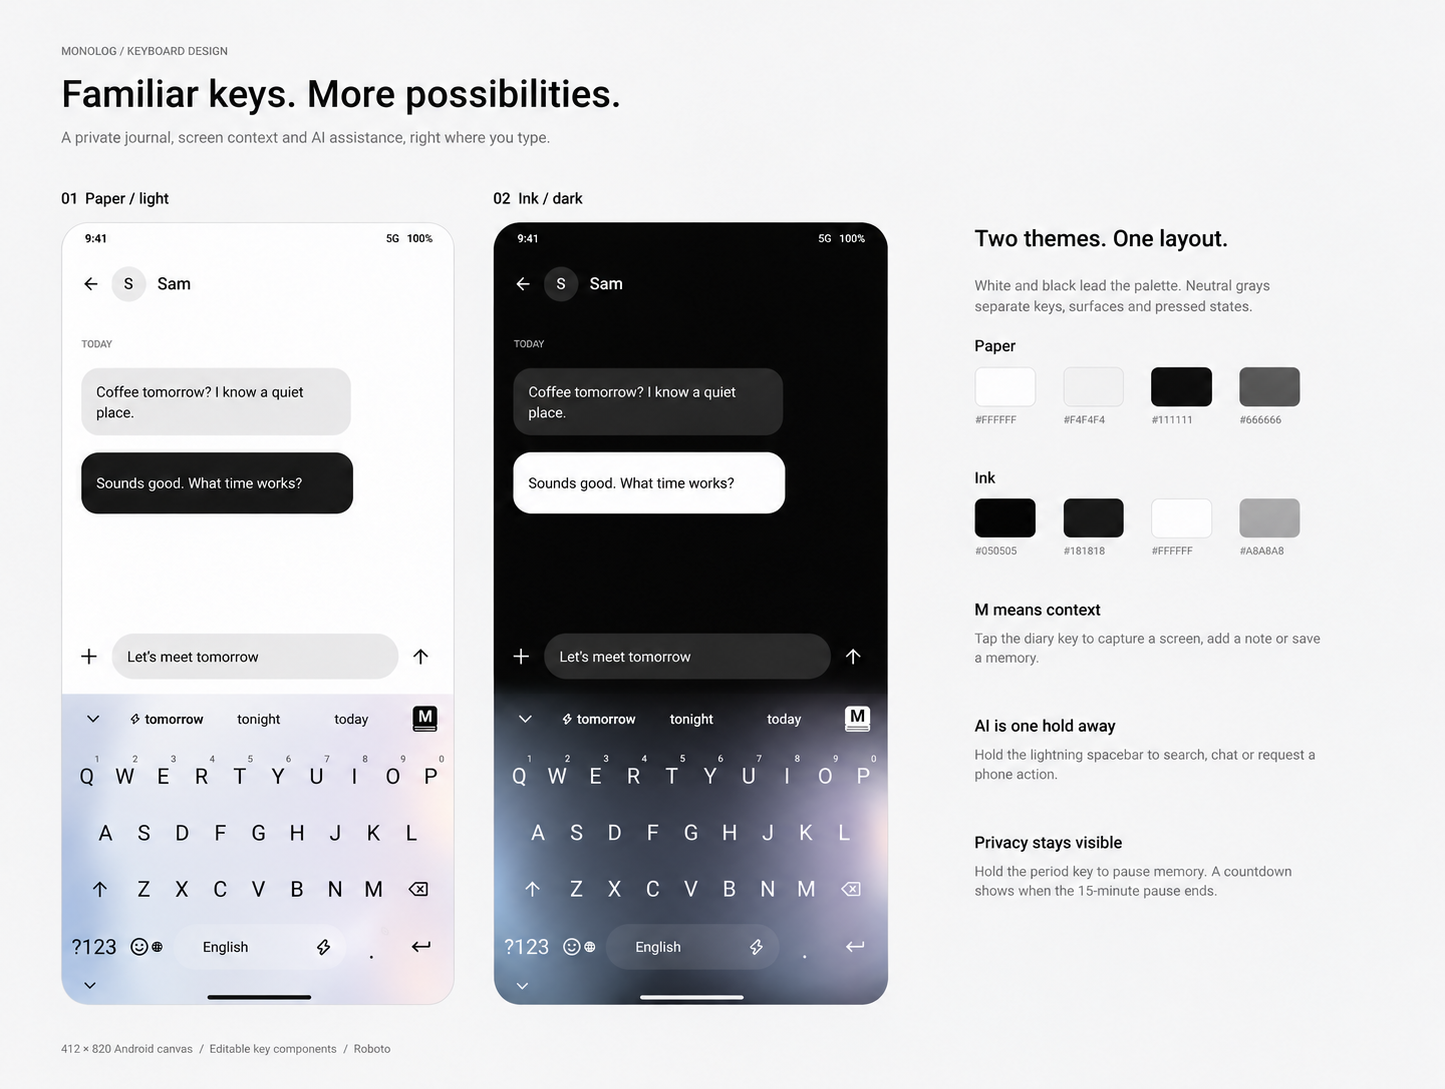 MONOLOG / KEYBOARD DESIGN
Familiar keys. More possibilities.
A private journal, screen context and AI assistance, right where you type.
01 Paper / light
9:41 5G 100%
S Sam
TODAY
Coffee tomorrow? I know a quiet
place.
Sounds good. What time works?
Let's meet tomorrow
tomorrow tonight today M
1 2 3 4 5 6 7 8 9 0
Q W E R T Y U I O P
A S D F G H J K L
Z X C V B N M
?123 English .
02 Ink / dark
9:41 5G 100%
S Sam
TODAY
Coffee tomorrow? I know a quiet
place.
Sounds good. What time works?
Let's meet tomorrow
tomorrow tonight today M
1 2 3 4 5 6 7 8 9 0
Q W E R T Y U I O P
A S D F G H J K L
Z X C V B N M
?123 English .
Two themes. One layout.
White and black lead the palette. Neutral grays
separate keys, surfaces and pressed states.
Paper
#FFFFFF #F4F4F4 #111111 #666666
Ink
#050505 #181818 #FFFFFF #A8A8A8
M means context
Tap the diary key to capture a screen, add a note or save
a memory.
AI is one hold away
Hold the lightning spacebar to search, chat or request a
phone action.
Privacy stays visible
Hold the period key to pause memory. A countdown
shows when the 15-minute pause ends.
412 × 820 Android canvas / Editable key components / Roboto